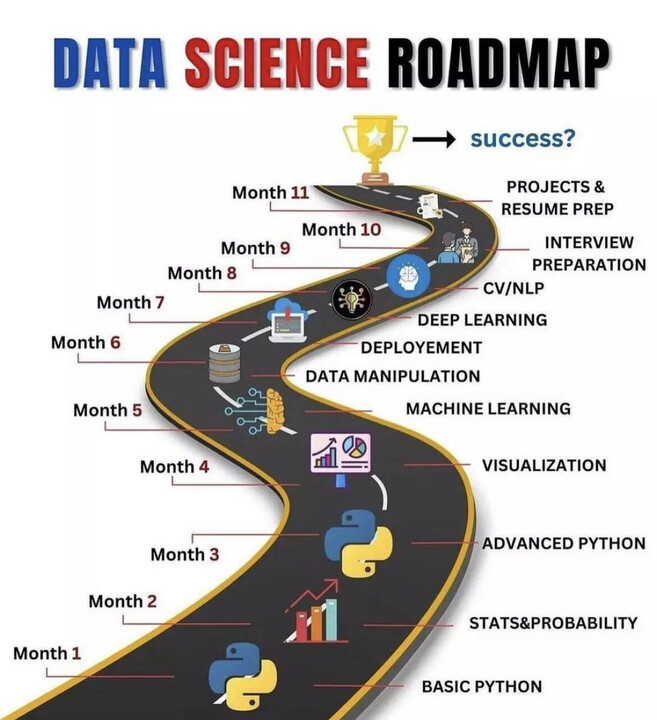 DATA SCIENCE ROADMAP
success?
Month 11
PROJECTS &
RESUME PREP
Month 10
INTERVIEW
PREPARATION
Month 9
CV/NLP
Month 8
DEEP LEARNING
Month 7
DEPLOYEMENT
Month 6
DATA MANIPULATION
Month 5
MACHINE LEARNING
Month 4
VISUALIZATION
Month 3
ADVANCED PYTHON
Month 2
STATS&PROBABILITY
Month 1
BASIC PYTHON